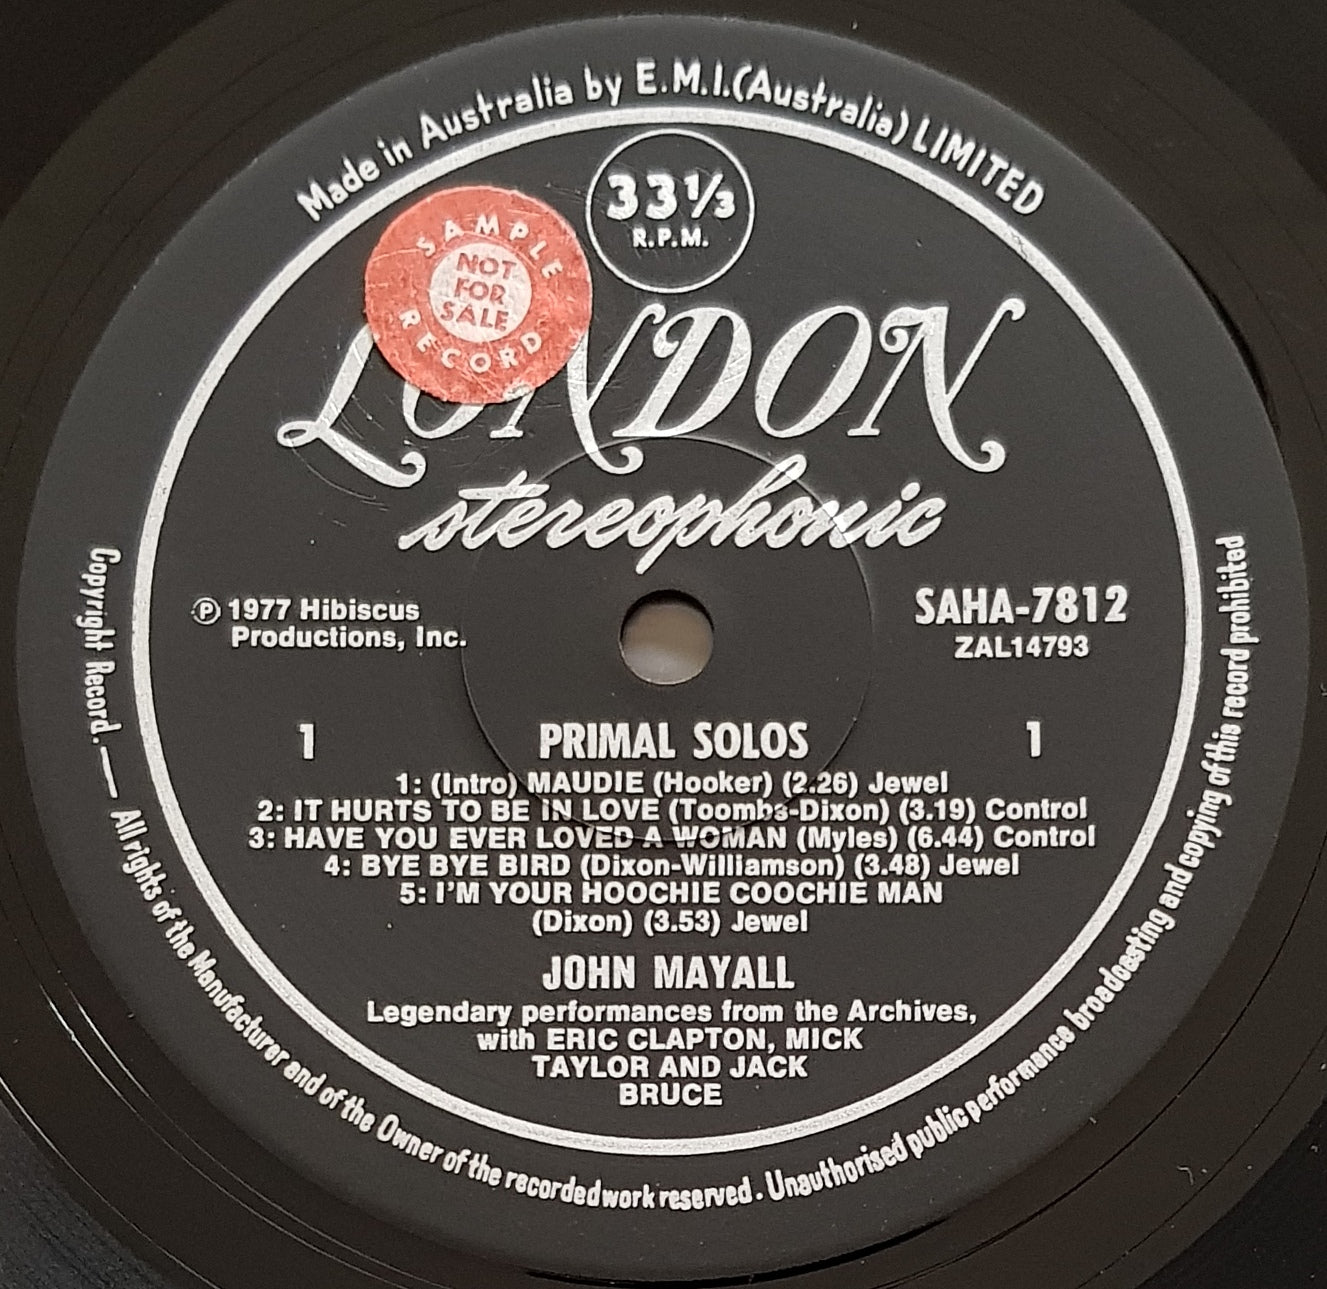 Made in Australia by E.M.I.(Australia) LIMITED
33⅓
R.P.M.
SAMPLE
NOT
FOR
SALE
RECORD
LONDON
stereophonic
℗ 1977 Hibiscus
Productions, Inc.
SAHA-7812
ZAL14793
1 PRIMAL SOLOS 1
1: (Intro) MAUDIE (Hooker) (2.26) Jewel
2: IT HURTS TO BE IN LOVE (Toombs-Dixon) (3.19) Control
3: HAVE YOU EVER LOVED A WOMAN (Myles) (6.44) Control
4: BYE BYE BIRD (Dixon-Williamson) (3.48) Jewel
5: I'M YOUR HOOCHIE COOCHIE MAN
(Dixon) (3.53) Jewel
JOHN MAYALL
Legendary performances from the Archives,
with ERIC CLAPTON, MICK
TAYLOR AND JACK
BRUCE
Copyright Record. — All rights of the Manufacturer and of the Owner of the recorded work reserved. Unauthorised public performance broadcasting and copying of this record prohibited